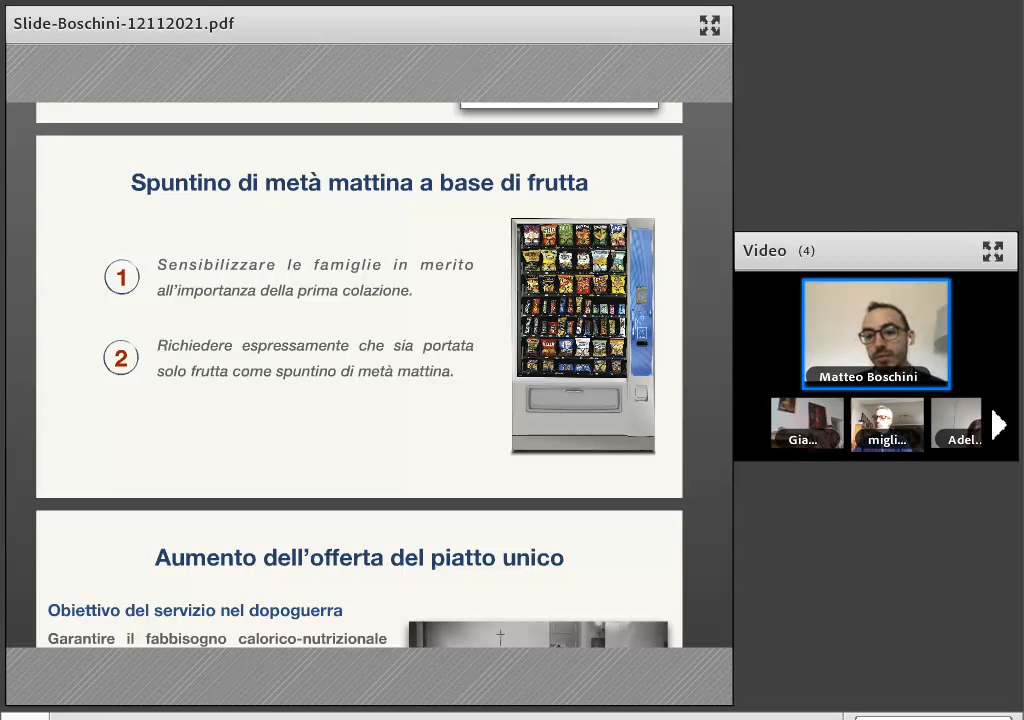 Slide-Boschini-12112021.pdf
Spuntino di metà mattina a base di frutta
1
Sensibilizzare le famiglie in merito
all’importanza della prima colazione.
2
Richiedere espressamente che sia portata
solo frutta come spuntino di metà mattina.
Aumento dell’offerta del piatto unico
Obiettivo del servizio nel dopoguerra
Garantire il fabbisogno calorico-nutrizionale
Video (4)
Matteo Boschini
Gia...
migli...
Adel..